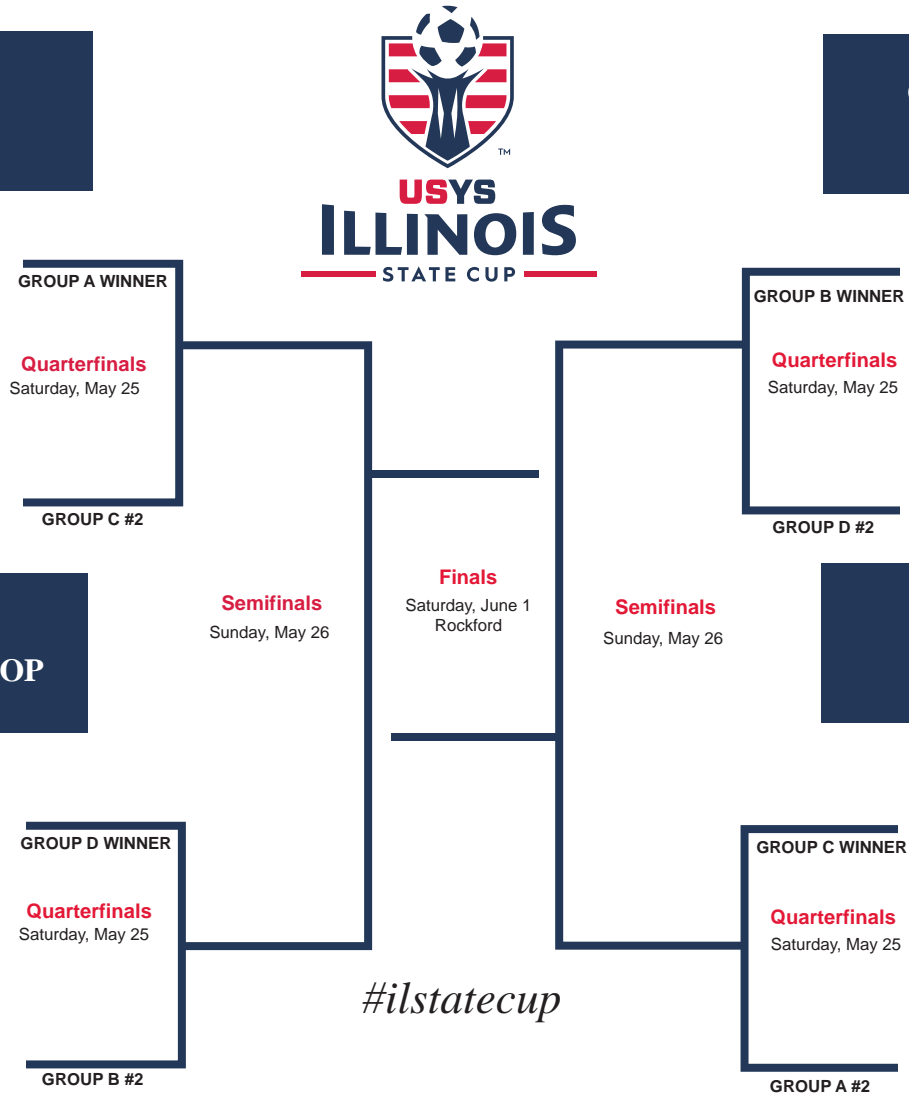 ™
USYS
ILLINOIS
STATE CUP
GROUP A WINNER
Quarterfinals
Saturday, May 25
GROUP C #2
GROUP B WINNER
Quarterfinals
Saturday, May 25
GROUP D #2
Semifinals
Sunday, May 26
Finals
Saturday, June 1
Rockford
Semifinals
Sunday, May 26
OP
GROUP D WINNER
Quarterfinals
Saturday, May 25
GROUP B #2
GROUP C WINNER
Quarterfinals
Saturday, May 25
GROUP A #2
#ilstatecup